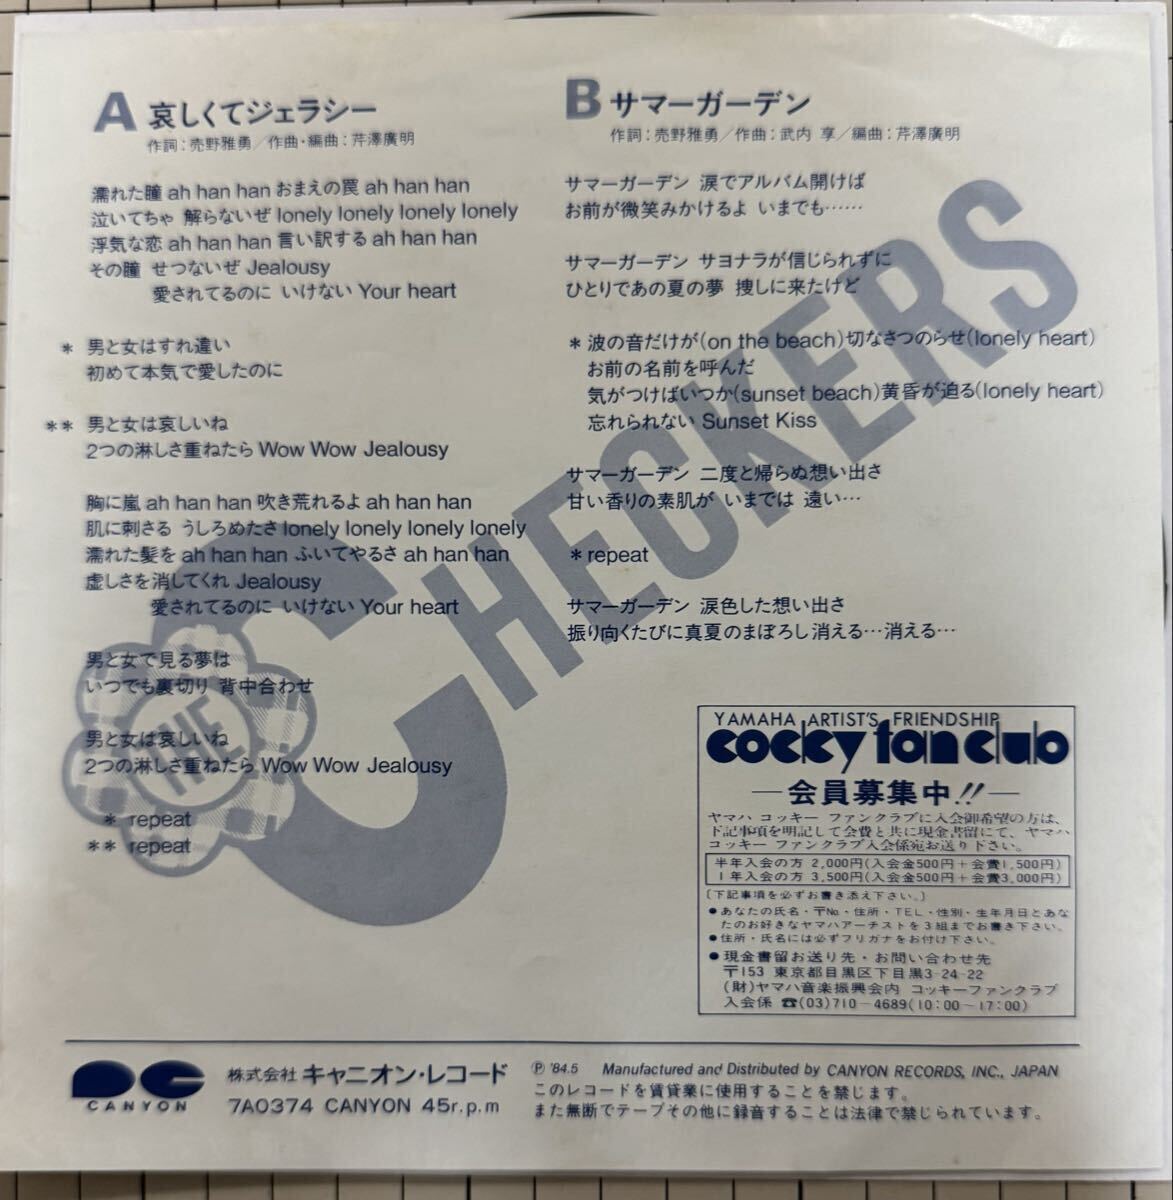 A 哀しくてジェラシー
作詞：売野雅勇／作曲・編曲：芹澤廣明
濡れた瞳 ah han han おまえの罠 ah han han
泣いてちゃ 解らないぜ lonely lonely lonely lonely
浮気な恋 ah han han 言い訳する ah han han
その瞳 せつないぜ Jealousy
愛されてるのに いけない Your heart
* 男と女はすれ違い
初めて本気で愛したのに
** 男と女は哀しいね
2つの淋しさ重ねたら Wow Wow Jealousy
胸に嵐 ah han han 吹き荒れるよ ah han han
肌に刺さる うしろめたさ lonely lonely lonely lonely
濡れた髪を ah han han ふいてやるさ ah han han
虚しさを消してくれ Jealousy
愛されてるのに いけない Your heart
男と女で見る夢は
いつでも裏切り 背中合わせ
男と女は哀しいね
2つの淋しさ重ねたら Wow Wow Jealousy
* repeat
** repeat
B サマーガーデン
作詞：売野雅勇／作曲：武内 享／編曲：芹澤廣明
サマーガーデン 涙でアルバム開けば
お前が微笑みかけるよ いまでも……
サマーガーデン サヨナラが信じられずに
ひとりであの夏の夢 捜しに来たけど
* 波の音だけが(on the beach)切なさつのらせ(lonely heart)
お前の名前を呼んだ
気がつけばいつか(sunset beach)黄昏が迫る(lonely heart)
忘れられない Sunset Kiss
サマーガーデン 二度と帰らぬ想い出さ
甘い香りの素肌が いまでは 遠い…
* repeat
サマーガーデン 涙色した想い出さ
振り向くたびに真夏のまぼろし消える…消える…
THE CHECKERS
YAMAHA ARTIST'S FRIENDSHIP
cocky fan club
—会員募集中!!—
ヤマハ コッキー ファンクラブに入会御希望の方は、
下記事項を明記して会費と共に現金書留にて、ヤマハ
コッキー ファンクラブ入会係宛お送り下さい。
半年入会の方 2,000円(入会金500円＋会費1,500円)
1年入会の方 3,500円(入会金500円＋会費3,000円)
〔下記事項を必ずお書き添え下さい。〕
●あなたの氏名・〒No.・住所・TEL・性別・生年月日とあな
たのお好きなヤマハアーチストを3組までお書き下さい。
●住所・氏名には必ずフリガナをお付け下さい。
●現金書留お送り先・お問い合わせ先
〒153 東京都目黒区下目黒3-24-22
(財)ヤマハ音楽振興会内 コッキーファンクラブ
入会係 ☎(03)710-4689(10:00～17:00)
CANYON
株式会社 キャニオン・レコード
7A0374 CANYON 45r.p.m
Ⓟ '84.5 Manufactured and Distributed by CANYON RECORDS, INC., JAPAN
このレコードを賃貸業に使用することを禁じます。
また無断でテープその他に録音することは法律で禁じられています。